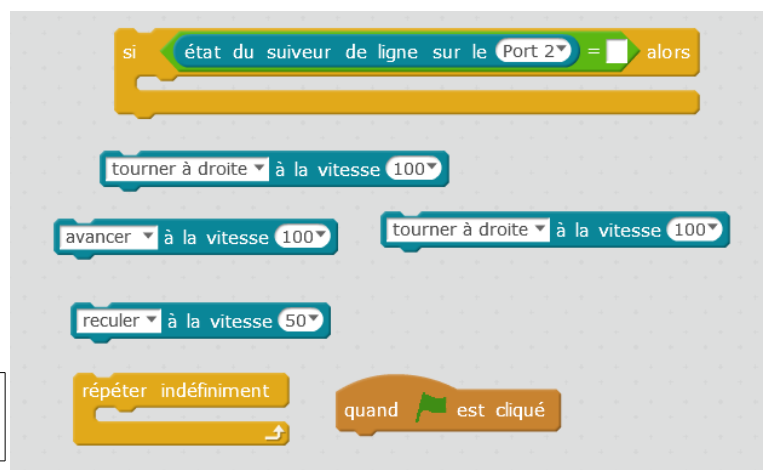 si état du suiveur de ligne sur le Port 2 = alors
tourner à droite à la vitesse 100
avancer à la vitesse 100
tourner à droite à la vitesse 100
reculer à la vitesse 50
répéter indéfiniment
quand est cliqué